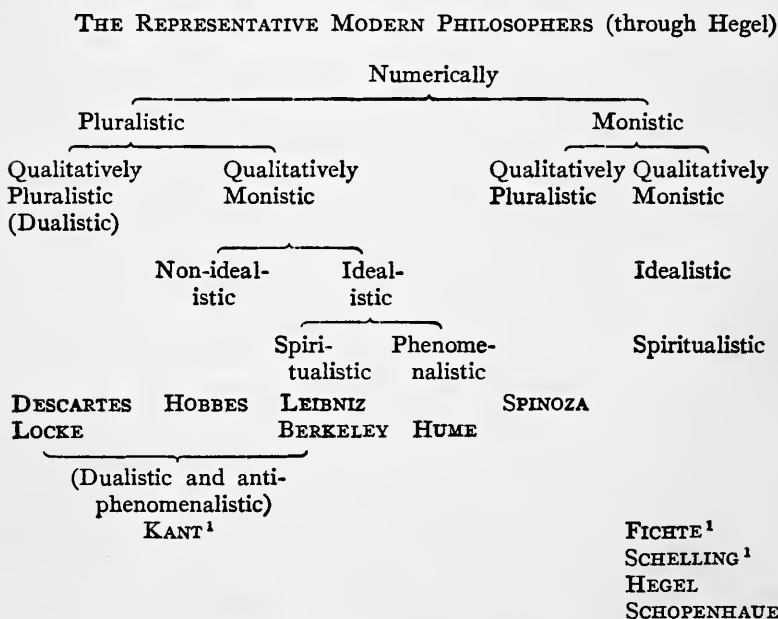 THE REPRESENTATIVE MODERN PHILOSOPHERS (through Hegel)
Numerically
Pluralistic Monistic
Qualitatively Qualitatively Qualitatively Qualitatively
Pluralistic Monistic Pluralistic Monistic
(Dualistic)
Non-ideal- Ideal- Idealistic
istic istic
Spiri- Phenome- Spiritualistic
tualistic nalistic
DESCARTES HOBBES LEIBNIZ SPINOZA
LOCKE BERKELEY HUME
(Dualistic and anti-
phenomenalistic)
KANT¹ FICHTE¹
SCHELLING¹
HEGEL
SCHOPENHAUE